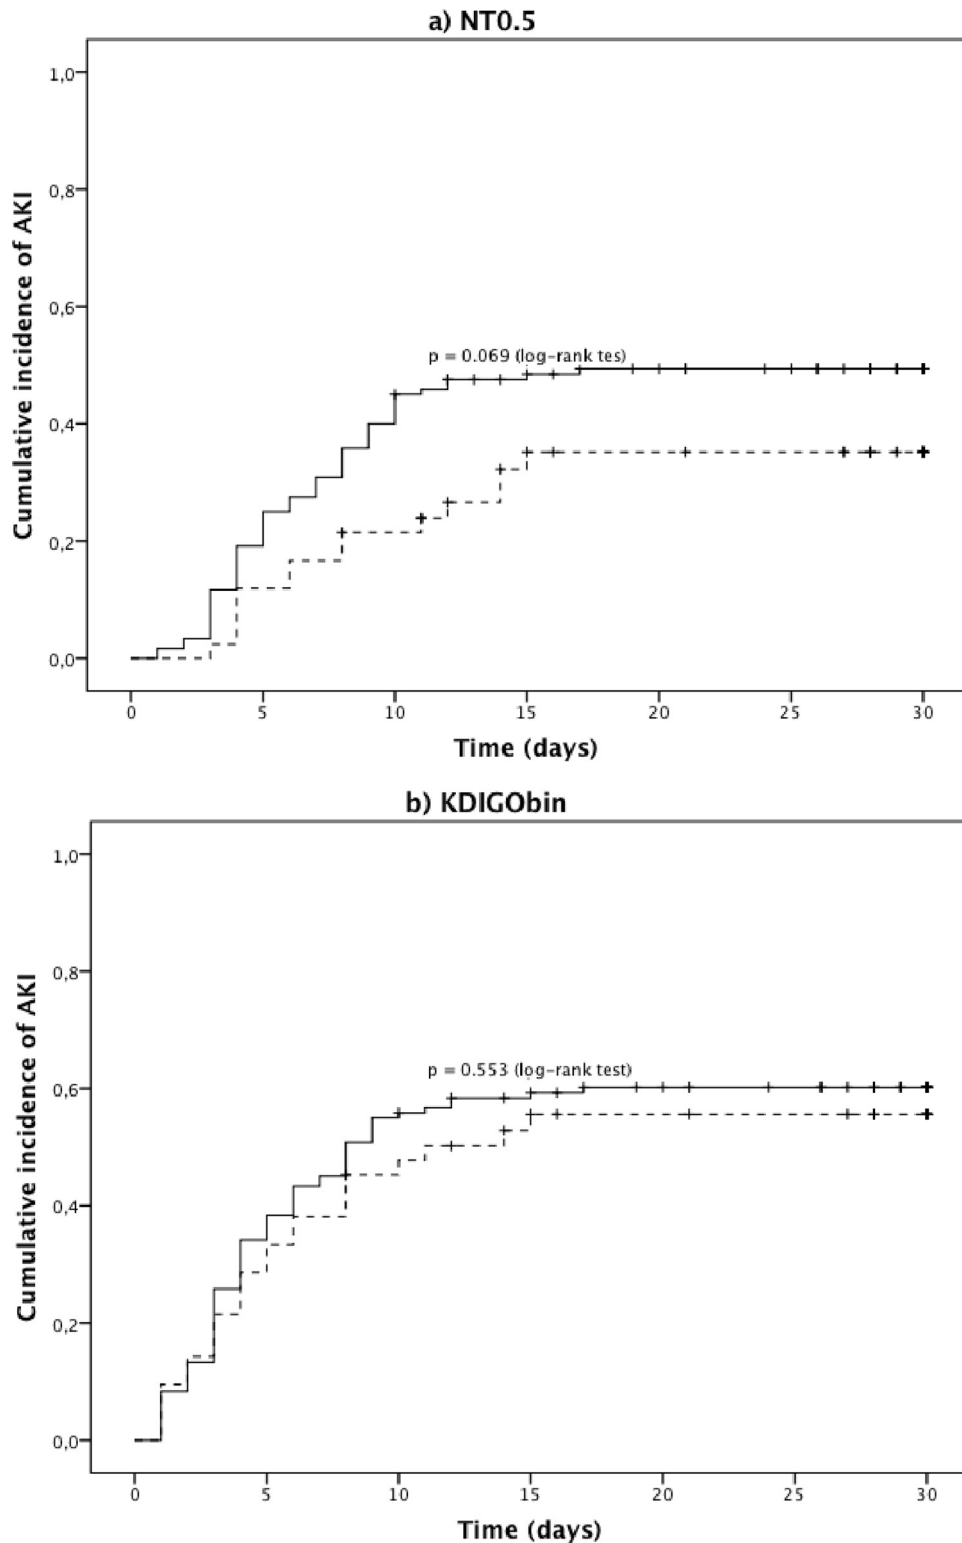 a) NT0.5
Cumulative incidence of AKI
1,0
0,8
0,6
0,4
0,2
0,0
p = 0.069 (log-rank tes)
0 5 10 15 20 25 30
Time (days)
b) KDIGObin
Cumulative incidence of AKI
1,0
0,8
0,6
0,4
0,2
0,0
p = 0.553 (log-rank test)
0 5 10 15 20 25 30
Time (days)